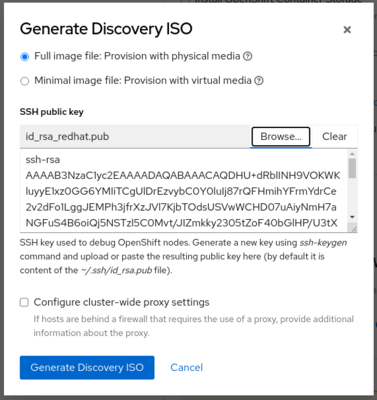 Generate Discovery ISO
Full image file: Provision with physical media
Minimal image file: Provision with virtual media
SSH public key
id_rsa_redhat.pub Browse... Clear
ssh-rsa
AAAAB3NzaC1yc2EAAAADAQABAAACAQDHU+dRblINH9VOKWK
luyyE1xz0GG6YMliTCgUlDrEzvybC0Y0luIj87rQFHmihYFrmYdrCe
2v2dFo1LggJEMPh3jfrXzJVl7KjbTOdsUSVwWCHD07uAiyNmH7a
NGFuS4B6oiQj5NSTzl5C0Mvt/JIZmkky2305tZoF40bGlHP/U3tX
SSH key used to debug OpenShift nodes. Generate a new key using ssh-keygen
command and upload or paste the resulting public key here (by default it is
content of the ~/.ssh/id_rsa.pub file).
Configure cluster-wide proxy settings
If hosts are behind a firewall that requires the use of a proxy, provide additional
information about the proxy.
Generate Discovery ISO Cancel